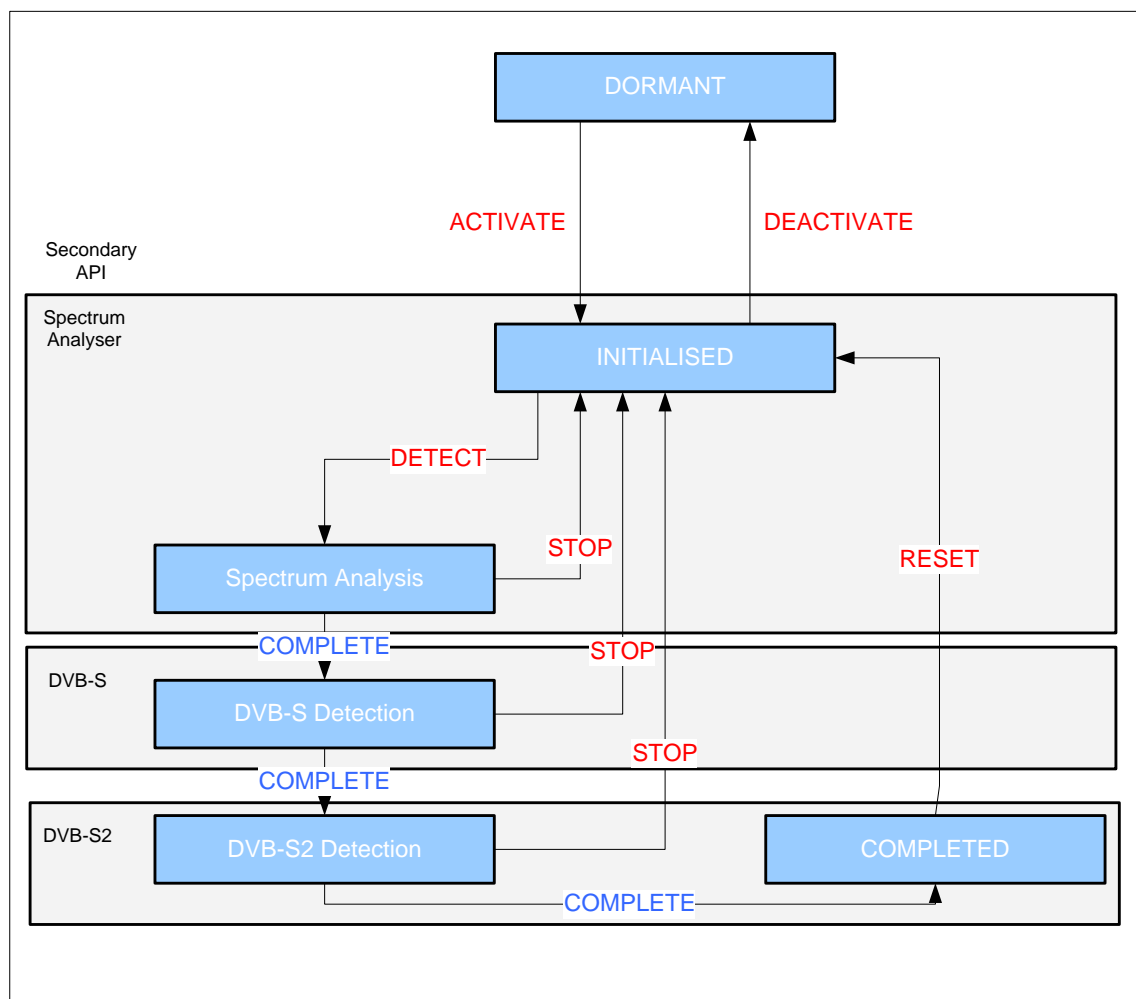 DORMANT
ACTIVATE
DEACTIVATE
Secondary
API
Spectrum
Analyser
INITIALISED
DETECT
STOP
RESET
Spectrum Analysis
COMPLETE
STOP
DVB-S
DVB-S Detection
STOP
COMPLETE
DVB-S2
DVB-S2 Detection
COMPLETED
COMPLETE